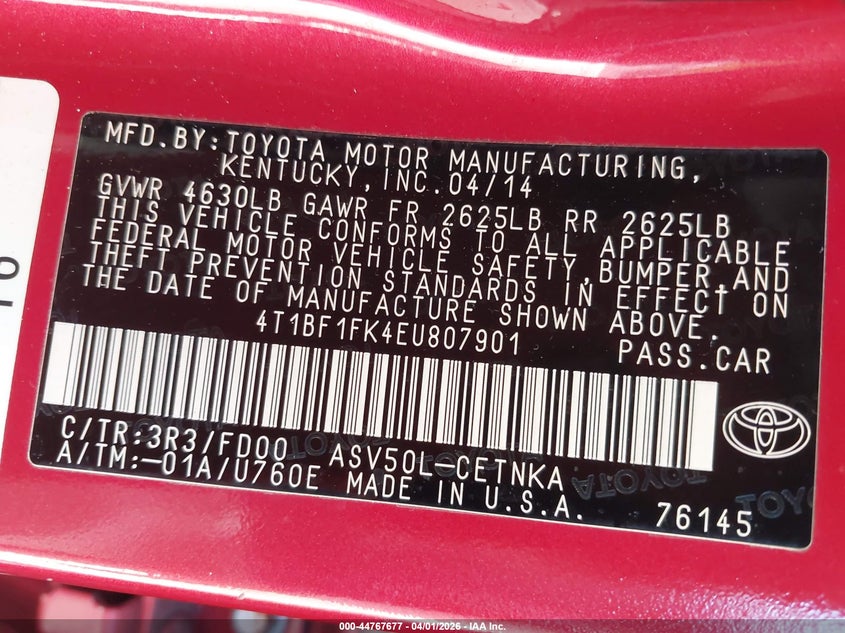 MFD.BY:TOYOTA MOTOR MANUFACTURING,
KENTUCKY,INC.04/14
GVWR 4630LB GAWR FR 2625LB RR 2625LB
THIS VEHICLE CONFORMS TO ALL APPLICABLE
FEDERAL MOTOR VEHICLE SAFETY,BUMPER,AND
THEFT PREVENTION STANDARDS IN EFFECT ON
THE DATE OF MANUFACTURE SHOWN ABOVE.
4T1BF1FK4EU807901 PASS.CAR
C/TR:3R3/FD00 ASV50L-CETNKA
A/TM:-01A/U760E MADE IN U.S.A. 76145
000-44767677 - 04/01/2026 - IAA Inc.